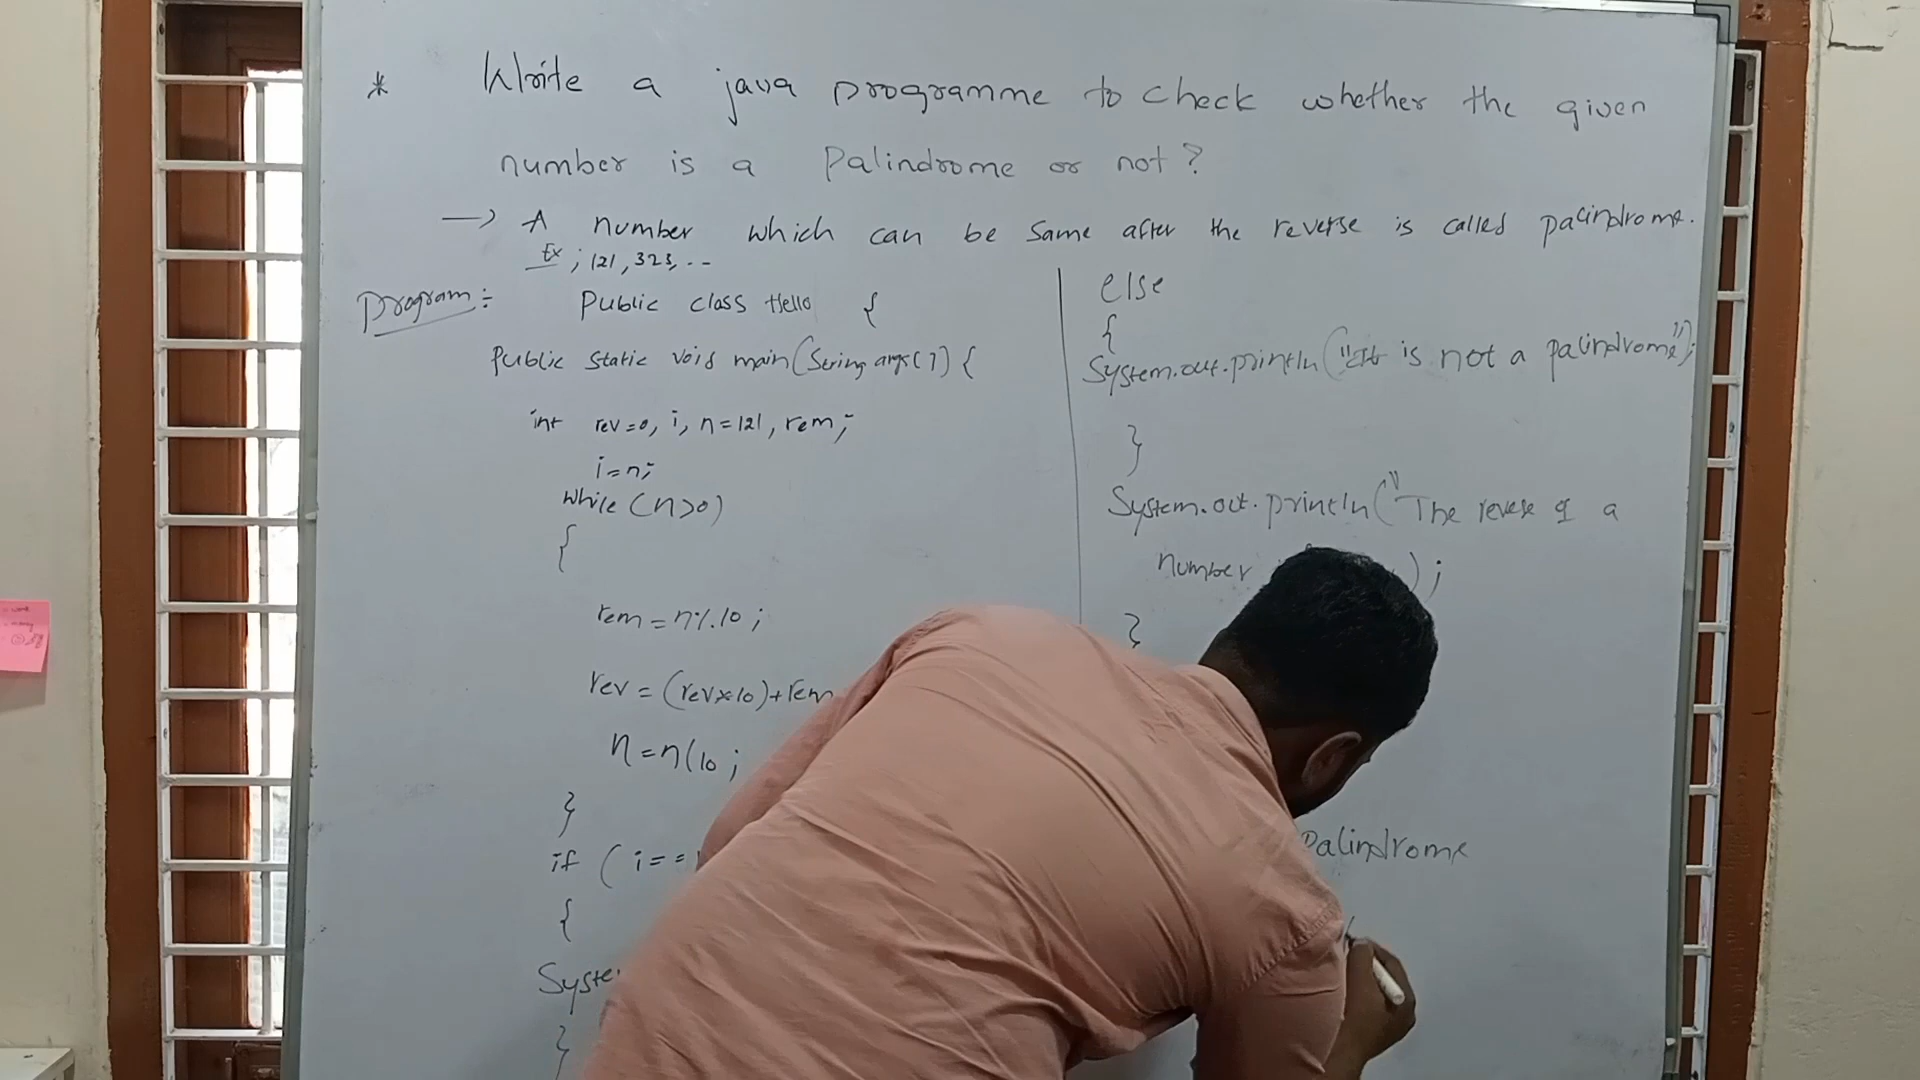 * Write a java programme to check whether the given
number is a Palindrome or not?
→ A number which can be same after the reverse is called palindrome.
Ex ; 121, 323, --
Program:- Public class Hello {
Public static void main(String args[]) {
int rev=0, i, n=121, rem;
i=n;
while (n>0)
{
rem = n%10;
rev = (rev*10)+rem
n=n/10;
}
if (i==
{
Syste
}
else
{
System.out.println("It is not a palindrome");
}
System.out.println("The reverse of a
number );
}
Palindrome